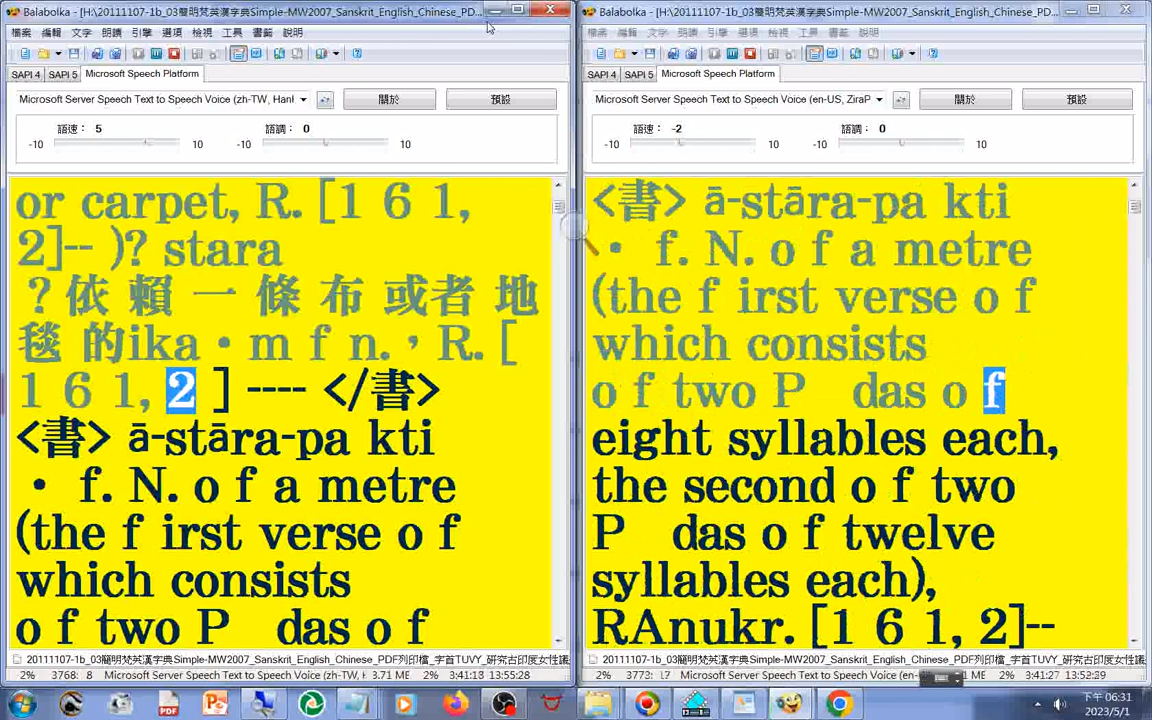 Balabolka - [H:\20111107-1b_03簡明梵英漢字典Simple-MW2007_Sanskrit_English_Chinese_PD...
檔案 編輯 文字 朗讀 引擎 選項 檢視 工具 書籤 說明
SAPI 4 SAPI 5 Microsoft Speech Platform
Microsoft Server Speech Text to Speech Voice (zh-TW, Hanl
關於
預設
語速： 5
語調： 0
-10 10 -10 10
or carpet, R. [1 6 1,
2]-- )? stara
？依 賴 一 條 布 或者 地
毯 的ika • m f n.，R. [
1 6 1, 2 ] ---- </書>
<書> ā-stāra-pa kti
• f. N. o f a metre
(the f irst verse o f
which consists
o f two P das o f
20111107-1b_03簡明梵英漢字典Simple-MW2007_Sanskrit_English_Chinese_PDF列印檔_字首TUVY_研究古印度女性議
2% 3768: 8 Microsoft Server Speech Text to Speech Voice (zh-TW, H 3.71 MB 2% 3:41:13 13:55:28
Balabolka - [H:\20111107-1b_03簡明梵英漢字典Simple-MW2007_Sanskrit_English_Chinese_PD...
檔案 編輯 文字 朗讀 引擎 選項 檢視 工具 書籤 說明
SAPI 4 SAPI 5 Microsoft Speech Platform
Microsoft Server Speech Text to Speech Voice (en-US, ZiraP
關於
預設
語速： -2
語調： 0
-10 10 -10 10
<書> ā-stāra-pa kti
• f. N. o f a metre
(the f irst verse o f
which consists
o f two P das o f
eight syllables each,
the second o f two
P das o f twelve
syllables each),
RAnukr. [1 6 1, 2]--
20111107-1b_03簡明梵英漢字典Simple-MW2007_Sanskrit_English_Chinese_PDF列印檔_字首TUVY_研究古印度女性議
2% 3773: 17 Microsoft Server Speech Text to Speech Voice (en- 3.71 MB 2% 3:41:27 13:52:39
下午 06:31
2023/5/1